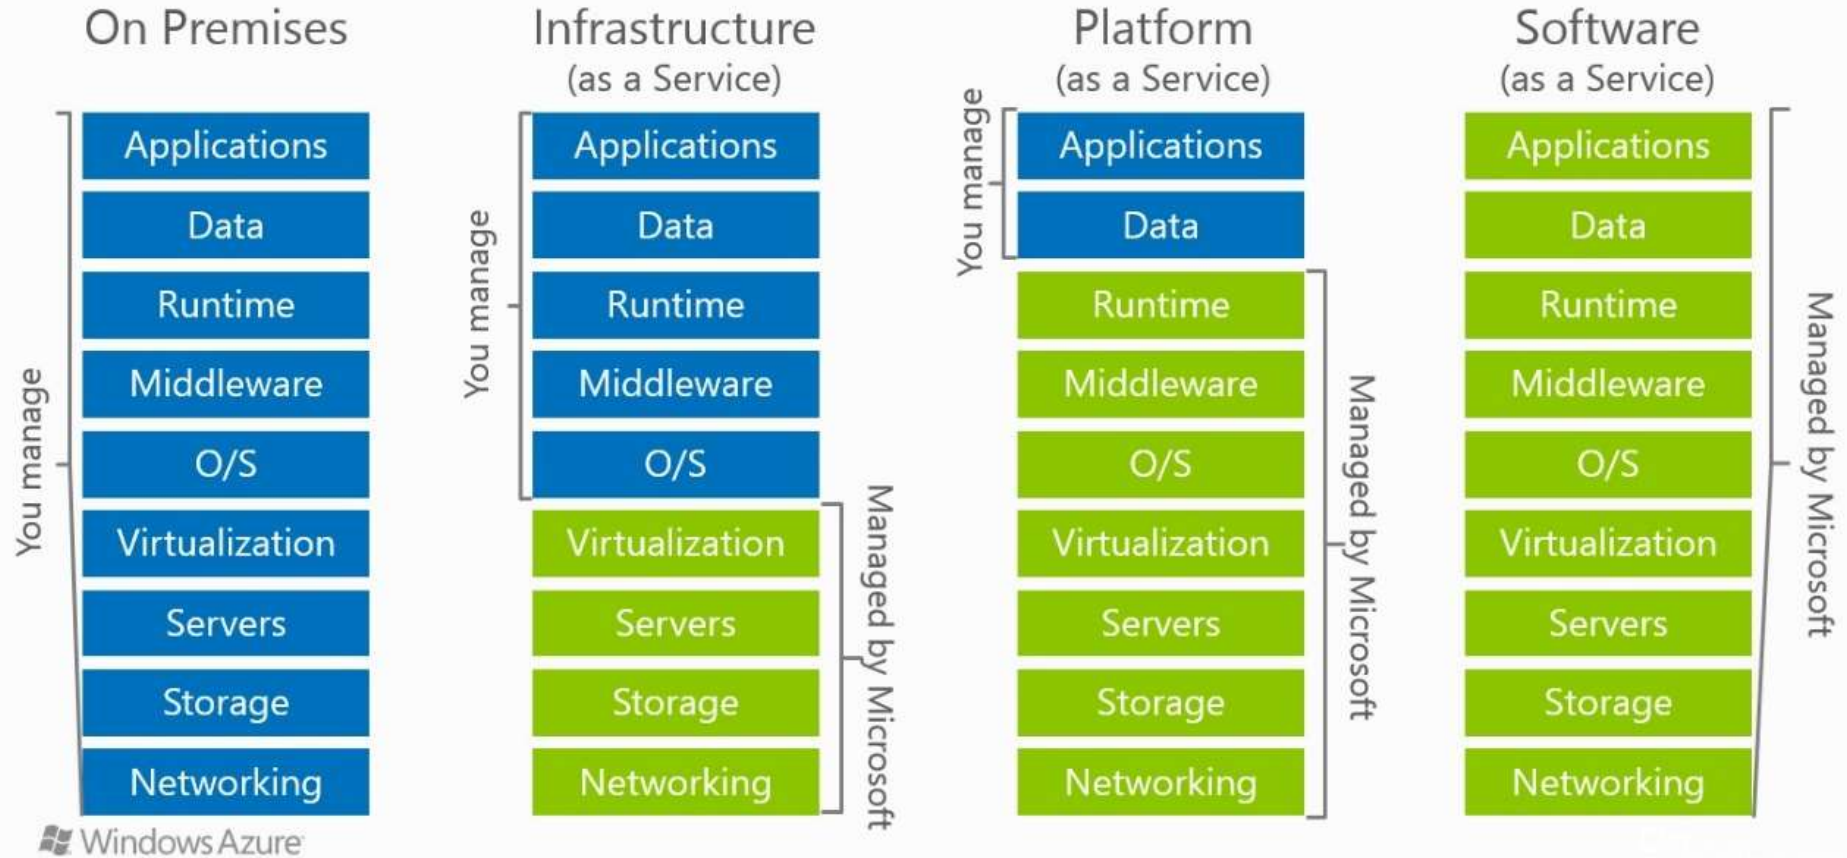 On Premises
You manage
Applications
Data
Runtime
Middleware
O/S
Virtualization
Servers
Storage
Networking
Infrastructure
(as a Service)
You manage
Applications
Data
Runtime
Middleware
O/S
Virtualization
Servers
Storage
Networking
Managed by Microsoft
Platform
(as a Service)
You manage
Applications
Data
Runtime
Middleware
O/S
Virtualization
Servers
Storage
Networking
Managed by Microsoft
Software
(as a Service)
Applications
Data
Runtime
Middleware
O/S
Virtualization
Servers
Storage
Networking
Managed by Microsoft
Windows Azure